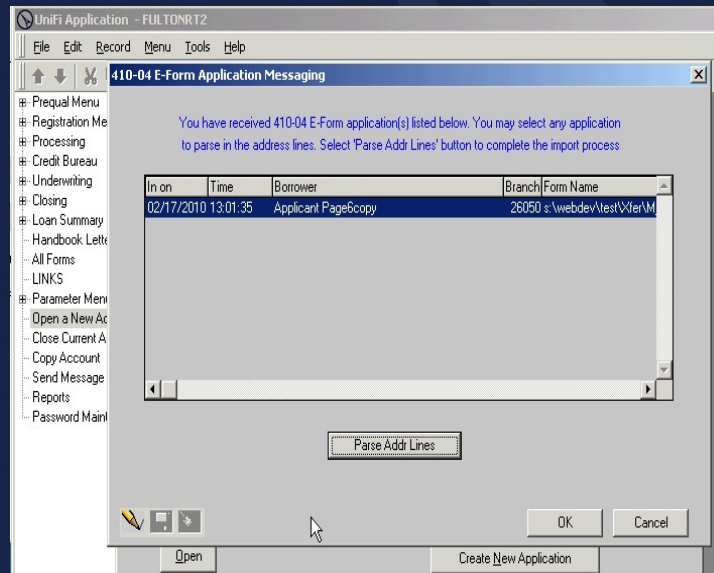 UniFi Application - FULTONRT2
File Edit Record Menu Tools Help
410-04 E-Form Application Messaging
Prequal Menu
Registration Me
Processing
Credit Bureau
Underwriting
Closing
Loan Summary
Handbook Lette
All Forms
LINKS
Parameter Menu
Open a New Ac
Close Current A
Copy Account
Send Message
Reports
Password Maint
You have received 410-04 E-Form application(s) listed below. You may select any application
to parse in the address lines. Select 'Parse Addr Lines' button to complete the import process
In on Time Borrower Branch Form Name
02/17/2010 13:01:35 Applicant Page6copy 26050 s:\webdev\test\Xfer\M_
Parse Addr Lines
OK Cancel
Open Create New Application